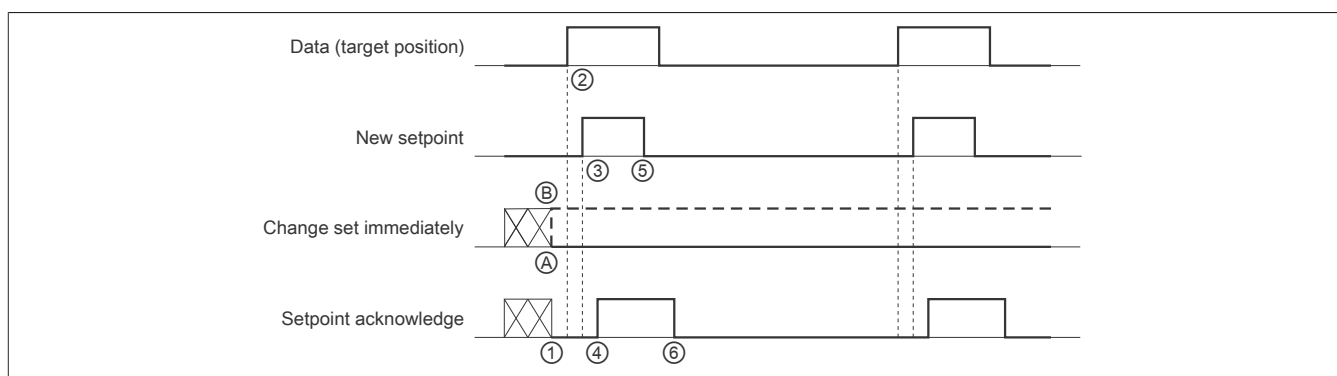 Data (target position)
②
New setpoint
③ ⑤
Ⓑ
Change set immediately
Ⓐ
Setpoint acknowledge
① ④ ⑥